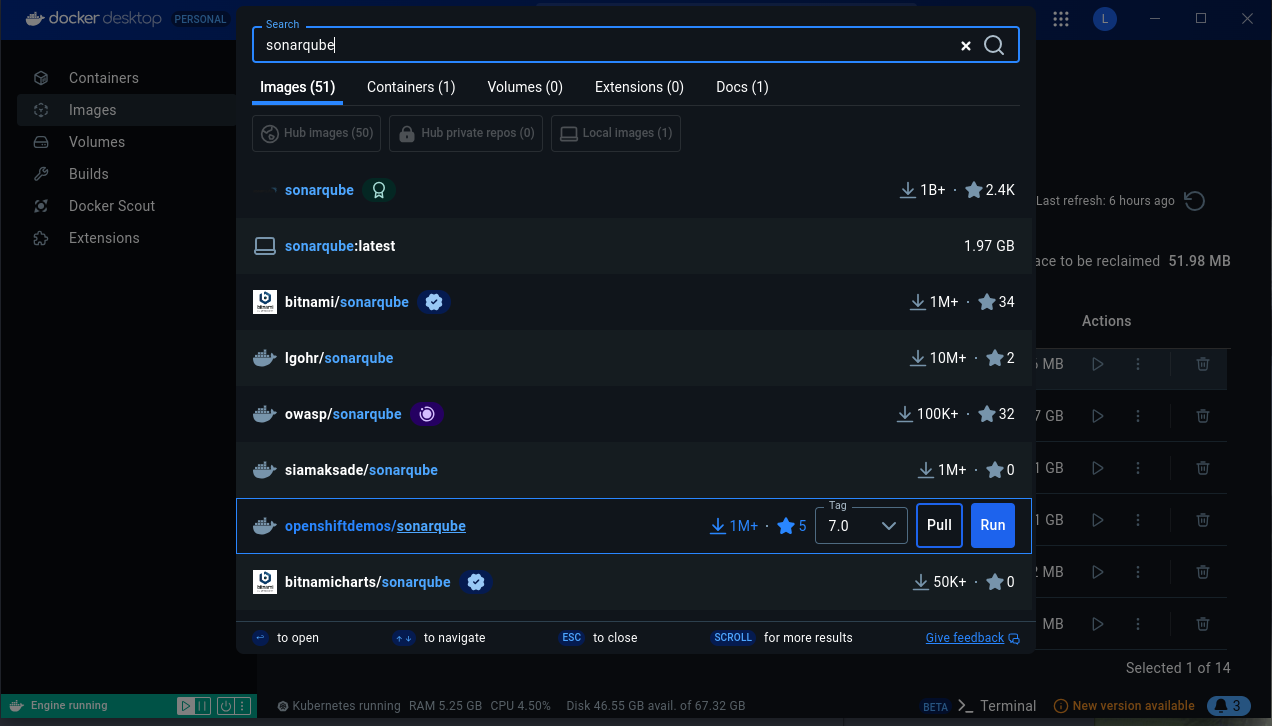 docker desktop PERSONAL
L
Search
sonarqube
Images (51) Containers (1) Volumes (0) Extensions (0) Docs (1)
Hub images (50) Hub private repos (0) Local images (1)
Containers
Images
Volumes
Builds
Docker Scout
Extensions
sonarqube 1B+ · 2.4K
sonarqube:latest 1.97 GB
bitnami/sonarqube 1M+ · 34
lgohr/sonarqube 10M+ · 2
owasp/sonarqube 100K+ · 32
siamaksade/sonarqube 1M+ · 0
openshiftdemos/sonarqube 1M+ · 5 Tag 7.0 Pull Run
bitnamicharts/sonarqube 50K+ · 0
to open to navigate ESC to close SCROLL for more results Give feedback
Last refresh: 6 hours ago
ace to be reclaimed 51.98 MB
Actions
MB
7 GB
1 GB
1 GB
2 MB
MB
Selected 1 of 14
Engine running Kubernetes running RAM 5.25 GB CPU 4.50% Disk 46.55 GB avail. of 67.32 GB BETA >_ Terminal New version available 3